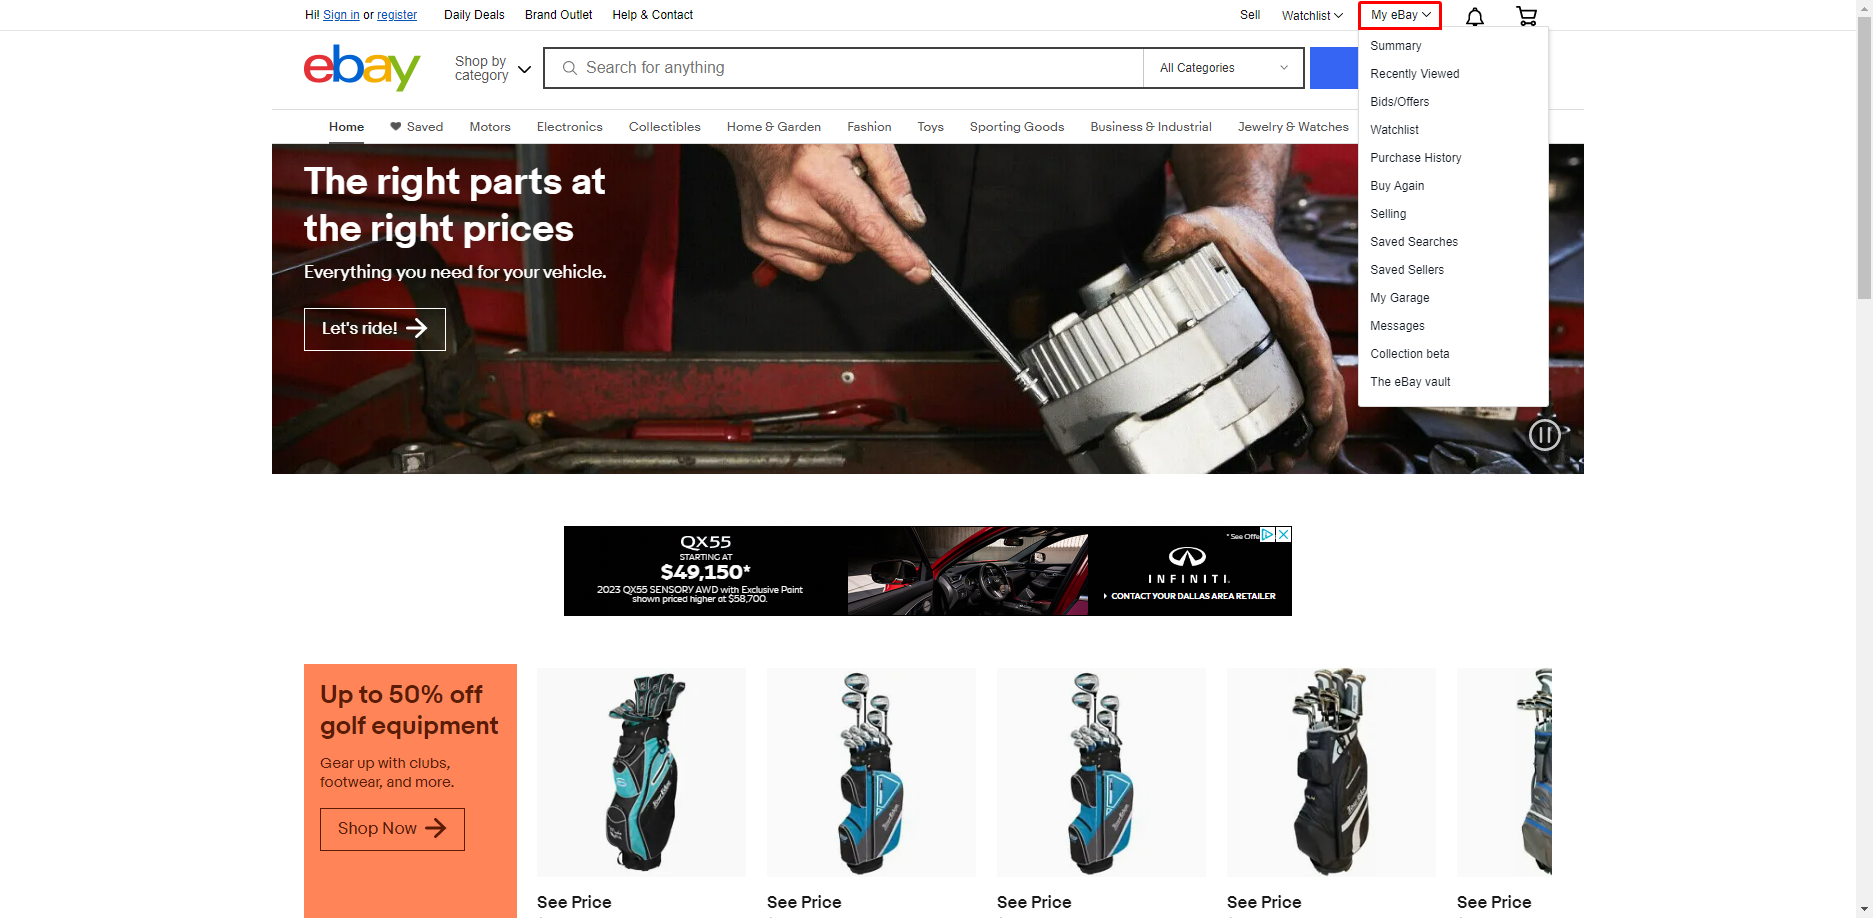 Hi! Sign in or register
Daily Deals
Brand Outlet
Help & Contact
Sell
Watchlist
My eBay
Summary
Recently Viewed
Bids/Offers
Watchlist
Purchase History
Buy Again
Selling
Saved Searches
Saved Sellers
My Garage
Messages
Collection beta
The eBay vault
ebay
Shop by
category
Search for anything
All Categories
Home
Saved
Motors
Electronics
Collectibles
Home & Garden
Fashion
Toys
Sporting Goods
Business & Industrial
Jewelry & Watches
The right parts at
the right prices
Everything you need for your vehicle.
Let's ride!
QX55
STARTING AT
$49,150*
2023 QX55 SENSORY AWD with Exclusive Paint
shown priced higher at $58,700.
* See Offe
INFINITI.
CONTACT YOUR DALLAS AREA RETAILER
Up to 50% off
golf equipment
Gear up with clubs,
footwear, and more.
Shop Now
See Price
See Price
See Price
See Price
See Price